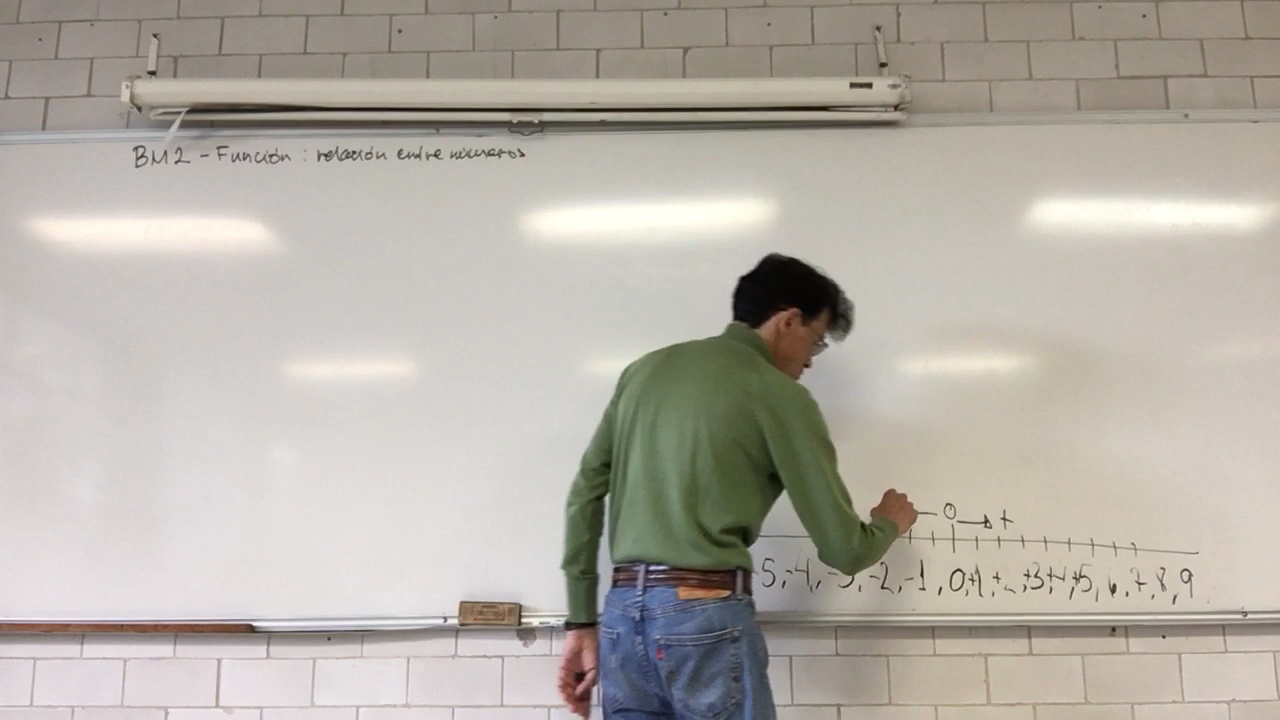 BM2 - Función : relación entre números
0 +
5, -4, -3, -2, -1, 0, +1, +2, +3, +4, +5, 6, 7, 8, 9